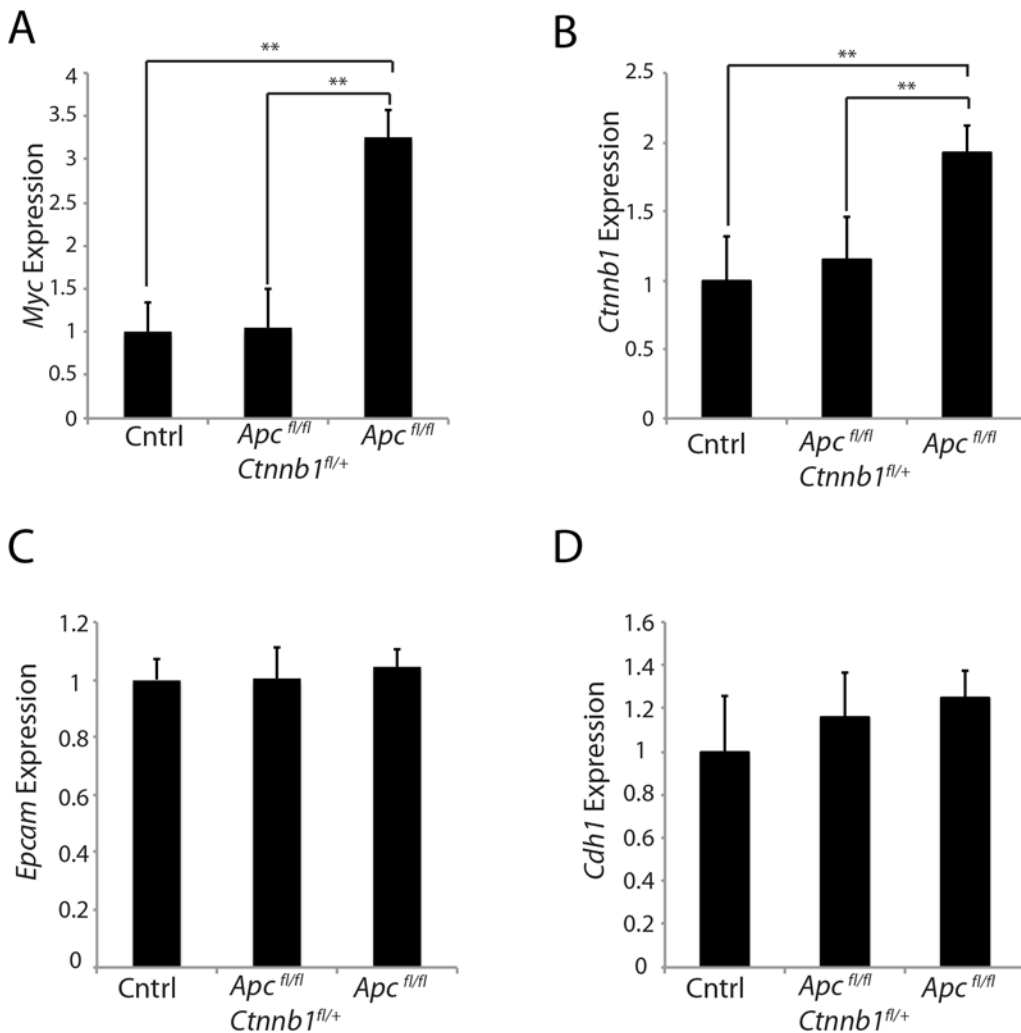 A
**
**
4
3.5
3
2.5
2
1.5
1
0.5
0
Myc Expression
Cntrl
Apc fl/fl
Apc fl/fl
Ctnnb1fl/+
B
**
**
2.5
2
1.5
1
0.5
0
Ctnnb1 Expression
Cntrl
Apc fl/fl
Apc fl/fl
Ctnnb1fl/+
C
1.2
1
0.8
0.6
0.4
0.2
0
Epcam Expression
Cntrl
Apc fl/fl
Apc fl/fl
Ctnnb1fl/+
D
1.6
1.4
1.2
1
0.8
0.6
0.4
0.2
0
Cdh1 Expression
Cntrl
Apc fl/fl
Apc fl/fl
Ctnnb1fl/+